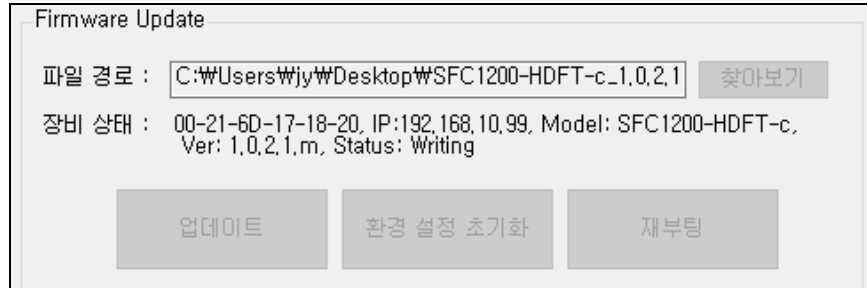 Firmware Update
파일 경로 : C:₩Users₩jy₩Desktop₩SFC1200-HDFT-c_1,0,2,1 찾아보기
장비 상태 : 00-21-6D-17-18-20, IP:192,168,10,99, Model: SFC1200-HDFT-c,
Ver: 1,0,2,1,m, Status: Writing
업데이트 환경 설정 초기화 재부팅